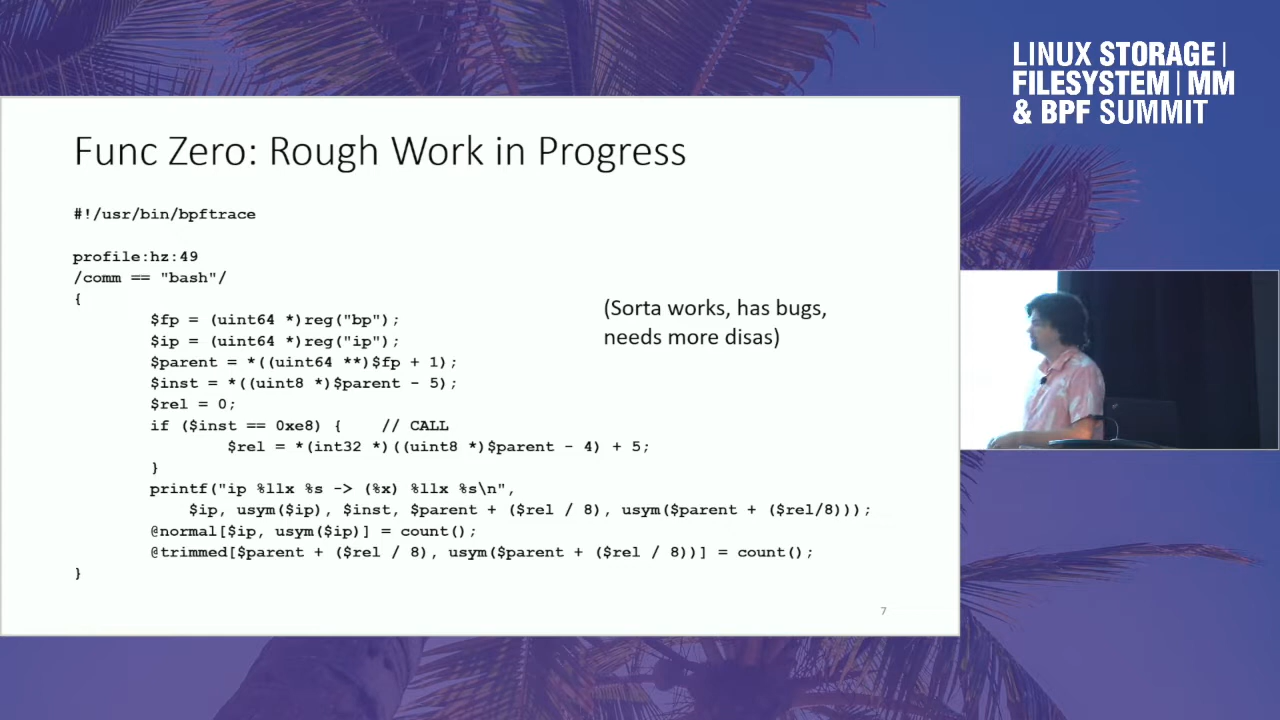 LINUX STORAGE |
FILESYSTEM | MM
& BPF SUMMIT
Func Zero: Rough Work in Progress
#!/usr/bin/bpftrace
profile:hz:49
/comm == "bash"/
{
$fp = (uint64 *)reg("bp");
$ip = (uint64 *)reg("ip");
$parent = *((uint64 **)$fp + 1);
$inst = *((uint8 *)$parent - 5);
$rel = 0;
if ($inst == 0xe8) {    // CALL
$rel = *(int32 *)((uint8 *)$parent - 4) + 5;
}
printf("ip %llx %s -> (%x) %llx %s\n",
$ip, usym($ip), $inst, $parent + ($rel / 8), usym($parent + ($rel/8)));
@normal[$ip, usym($ip)] = count();
@trimmed[$parent + ($rel / 8), usym($parent + ($rel / 8))] = count();
}
(Sorta works, has bugs,
needs more disas)
7